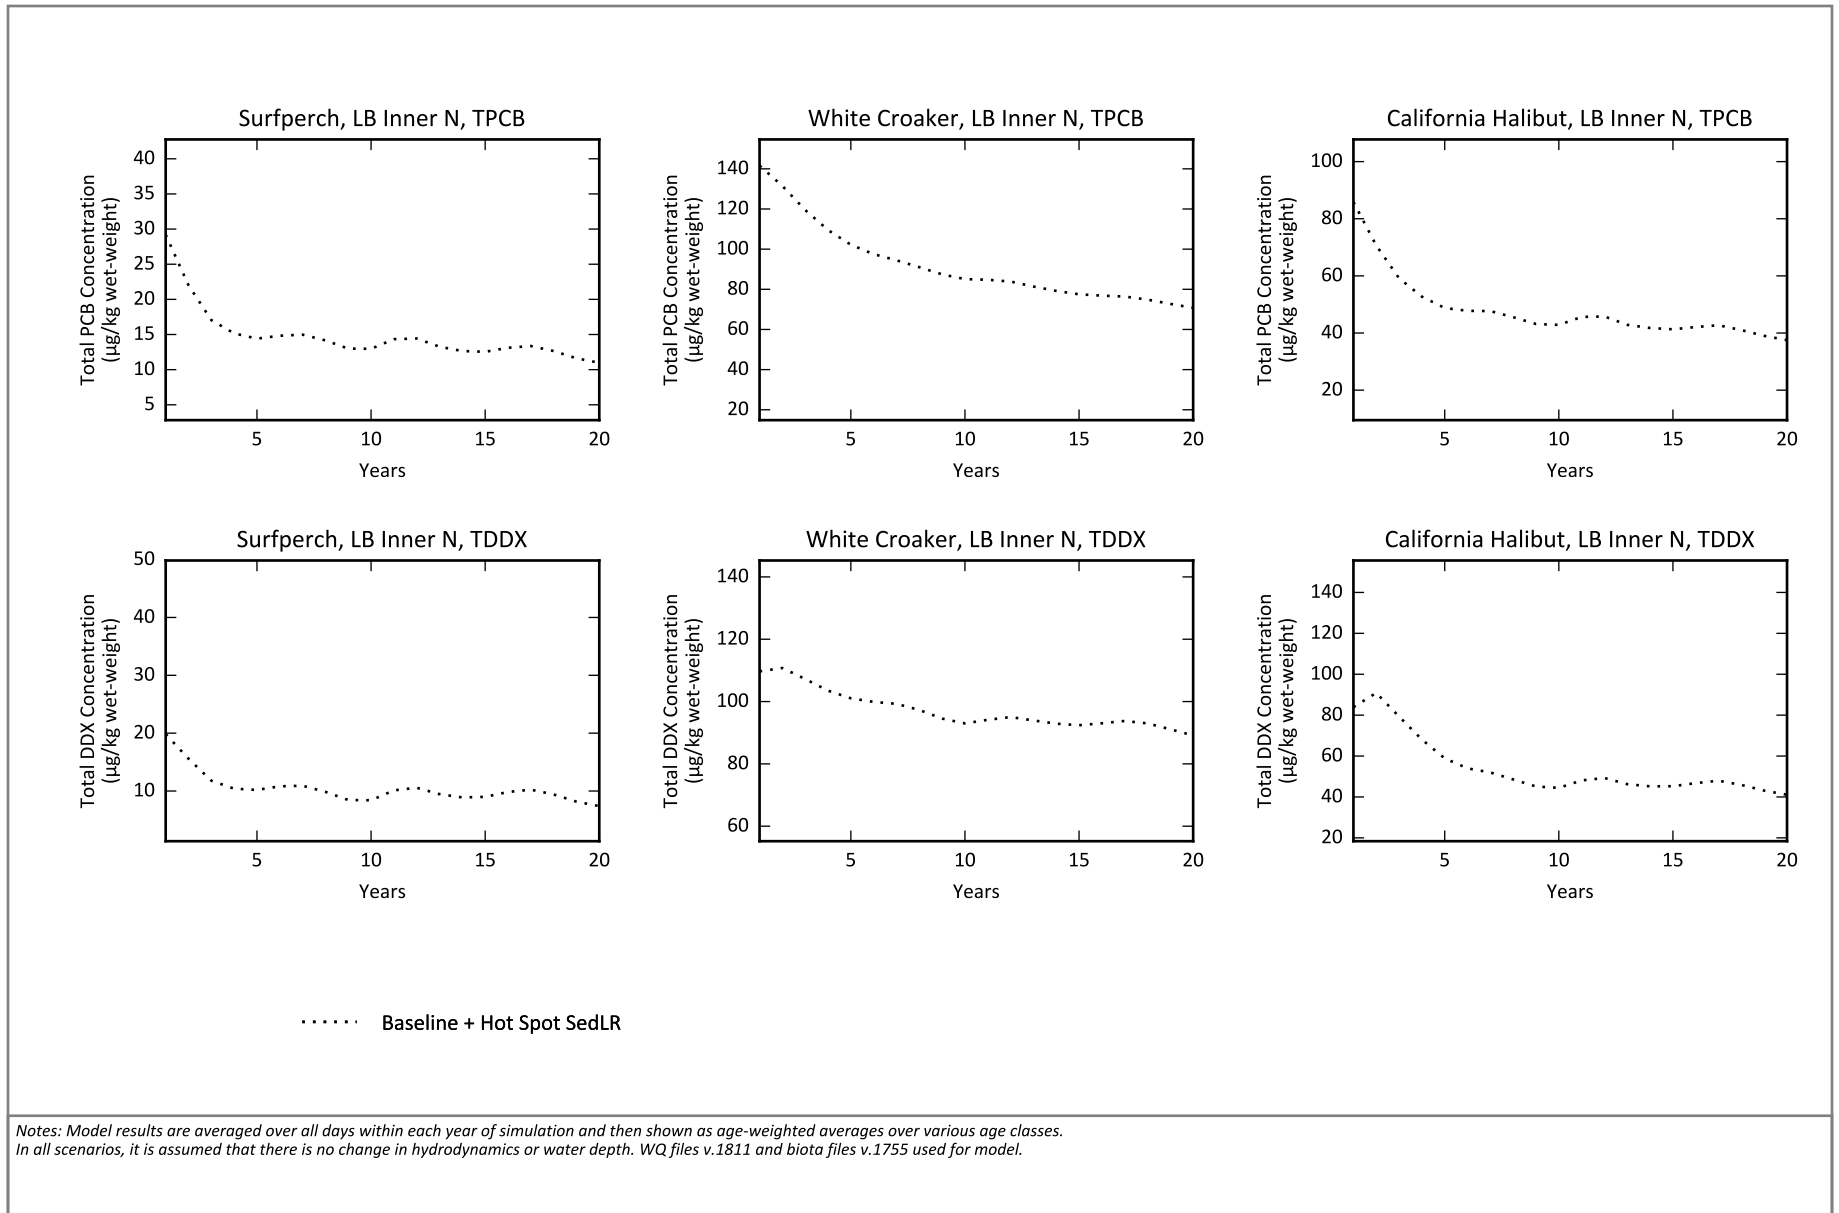 Surfperch, LB Inner N, TPCB
Total PCB Concentration
(µg/kg wet-weight)
40
35
30
25
20
15
10
5
5 10 15 20
Years
White Croaker, LB Inner N, TPCB
Total PCB Concentration
(µg/kg wet-weight)
140
120
100
80
60
40
20
5 10 15 20
Years
California Halibut, LB Inner N, TPCB
Total PCB Concentration
(µg/kg wet-weight)
100
80
60
40
20
5 10 15 20
Years
Surfperch, LB Inner N, TDDX
Total DDX Concentration
(µg/kg wet-weight)
50
40
30
20
10
5 10 15 20
Years
White Croaker, LB Inner N, TDDX
Total DDX Concentration
(µg/kg wet-weight)
140
120
100
80
60
5 10 15 20
Years
California Halibut, LB Inner N, TDDX
Total DDX Concentration
(µg/kg wet-weight)
140
120
100
80
60
40
20
5 10 15 20
Years
Baseline + Hot Spot SedLR
Notes: Model results are averaged over all days within each year of simulation and then shown as age-weighted averages over various age classes.
In all scenarios, it is assumed that there is no change in hydrodynamics or water depth. WQ files v.1811 and biota files v.1755 used for model.